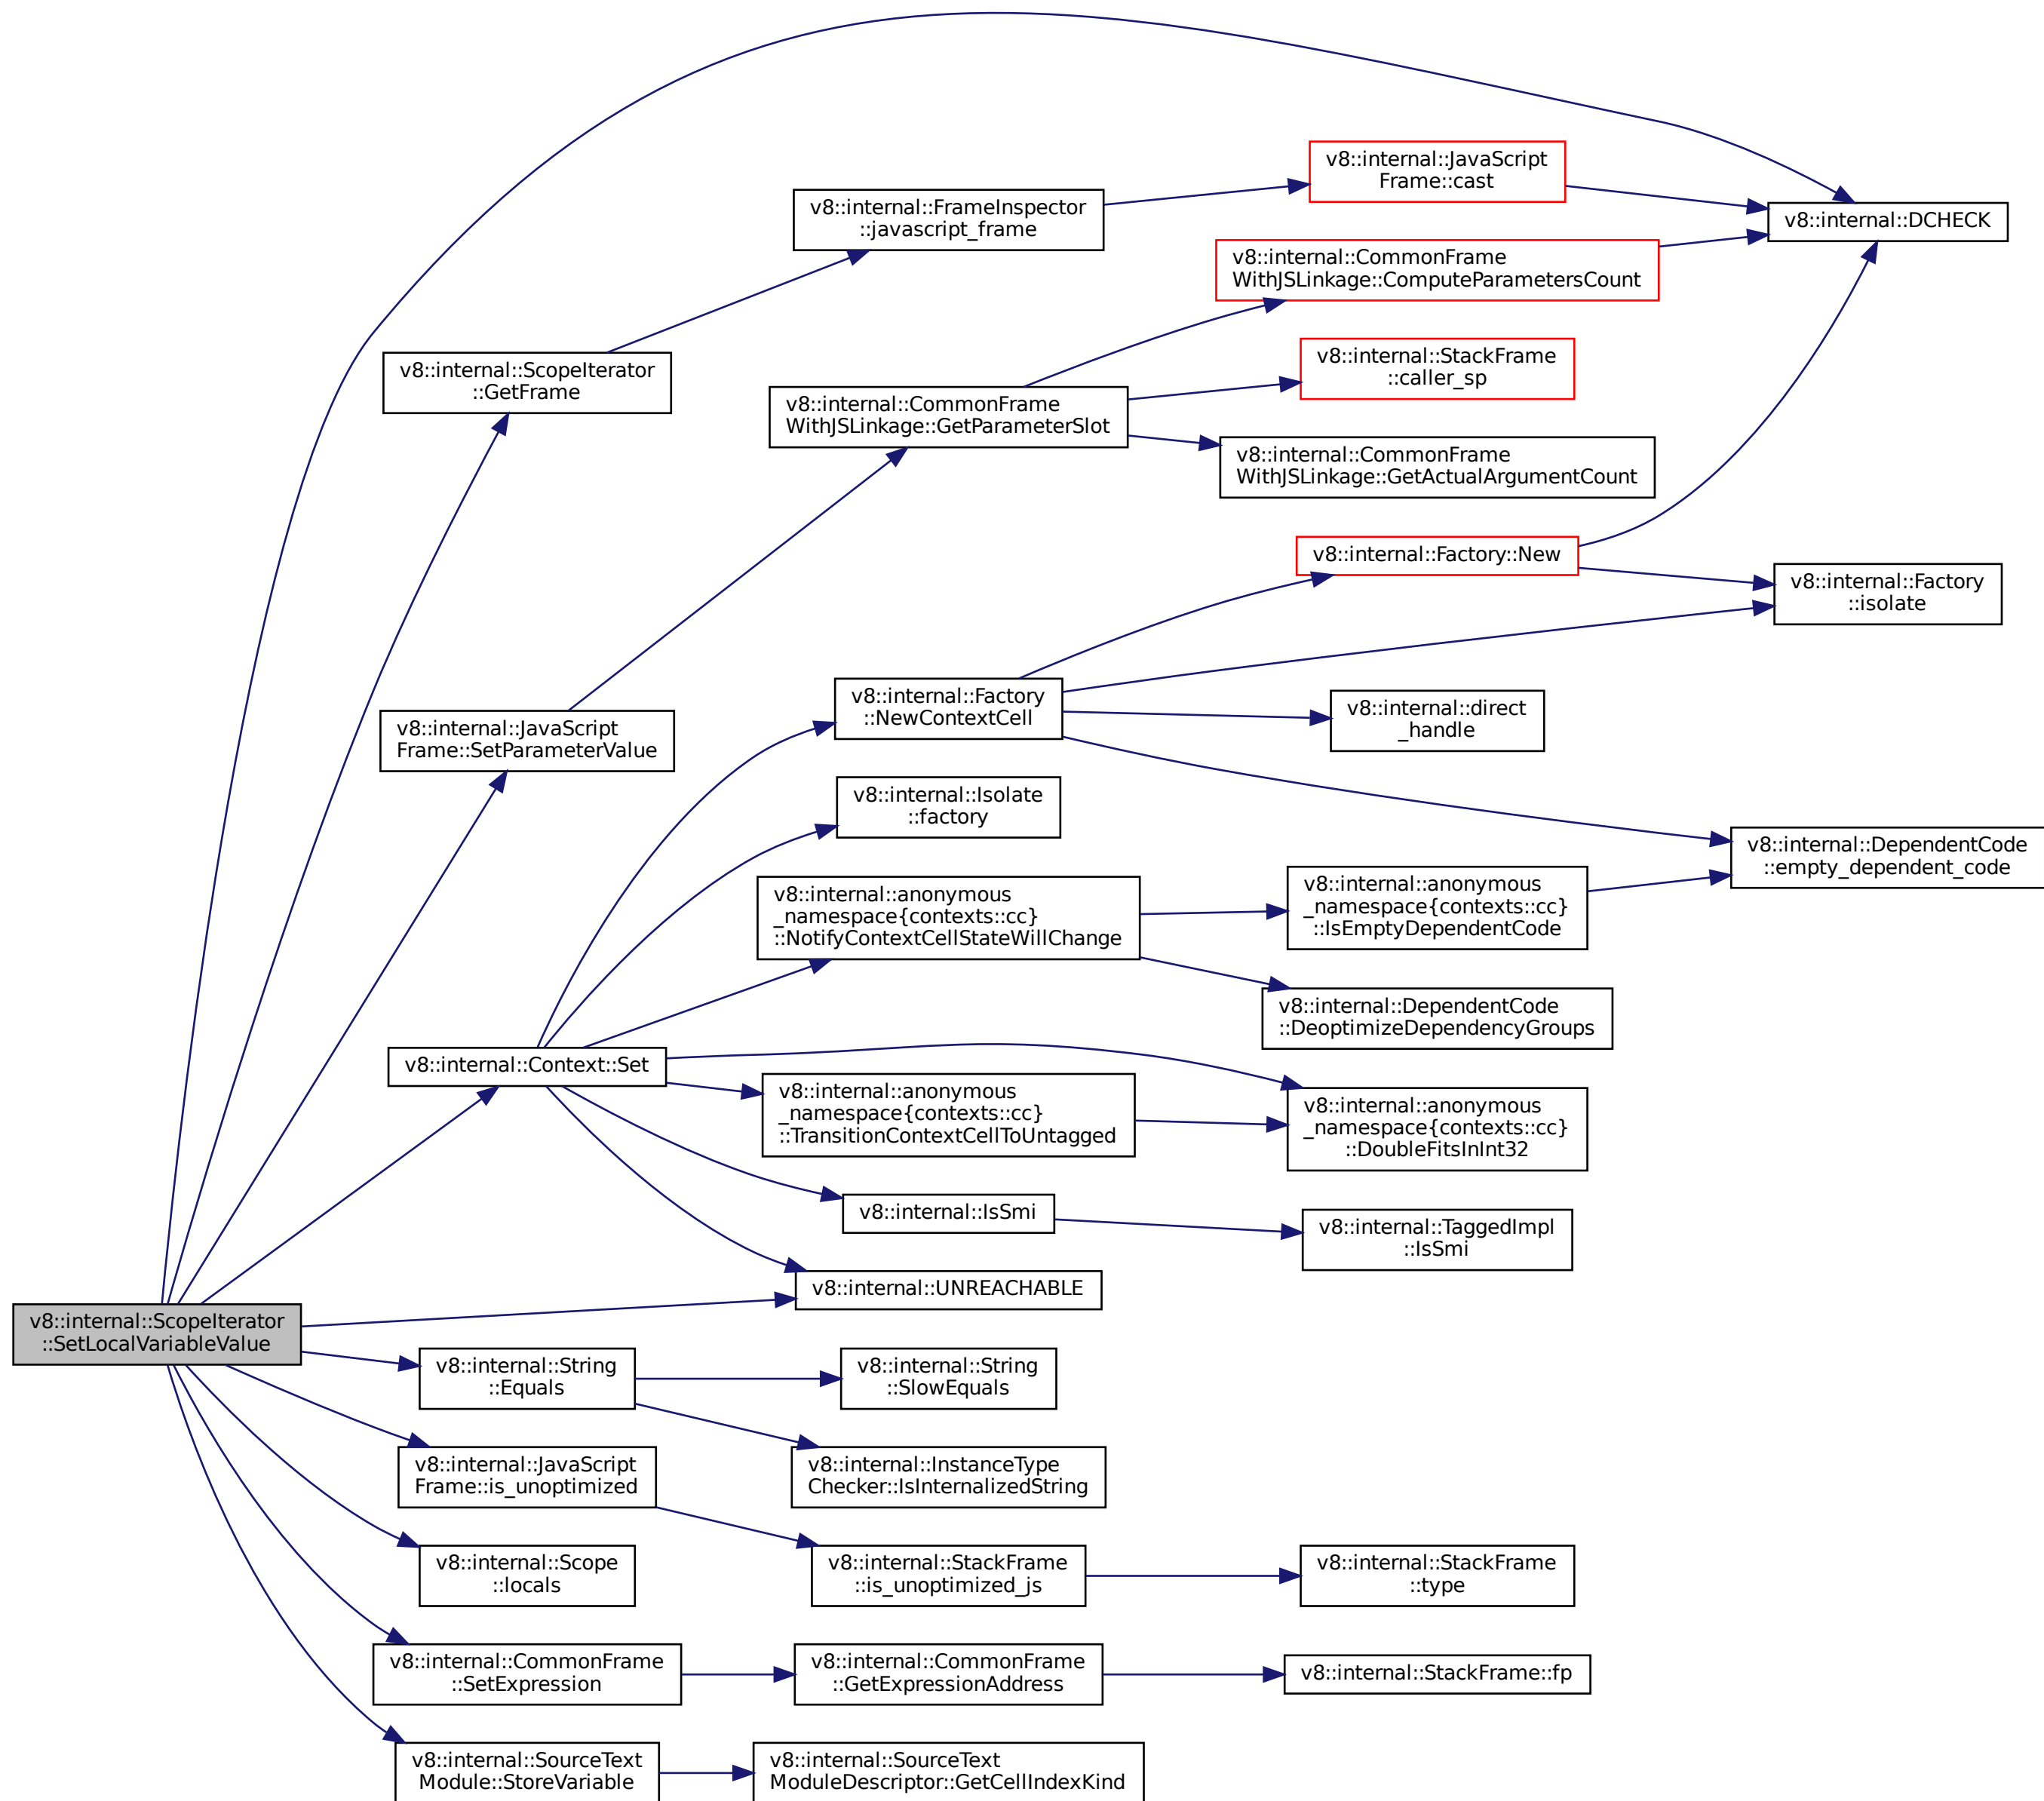 v8::internal::JavaScript
Frame::cast
v8::internal::DCHECK
v8::internal::FrameInspector
::javascript_frame
v8::internal::CommonFrame
WithJSLinkage::ComputeParametersCount
v8::internal::ScopeIterator
::GetFrame
v8::internal::StackFrame
::caller_sp
v8::internal::CommonFrame
WithJSLinkage::GetParameterSlot
v8::internal::CommonFrame
WithJSLinkage::GetActualArgumentCount
v8::internal::Factory::New
v8::internal::Factory
::isolate
v8::internal::Factory
::NewContextCell
v8::internal::direct
_handle
v8::internal::JavaScript
Frame::SetParameterValue
v8::internal::Isolate
::factory
v8::internal::DependentCode
::empty_dependent_code
v8::internal::anonymous
_namespace{contexts::cc}
::NotifyContextCellStateWillChange
v8::internal::anonymous
_namespace{contexts::cc}
::IsEmptyDependentCode
v8::internal::DependentCode
::DeoptimizeDependencyGroups
v8::internal::Context::Set
v8::internal::anonymous
_namespace{contexts::cc}
::TransitionContextCellToUntagged
v8::internal::anonymous
_namespace{contexts::cc}
::DoubleFitsInInt32
v8::internal::IsSmi
v8::internal::TaggedImpl
::IsSmi
v8::internal::UNREACHABLE
v8::internal::ScopeIterator
::SetLocalVariableValue
v8::internal::String
::Equals
v8::internal::String
::SlowEquals
v8::internal::JavaScript
Frame::is_unoptimized
v8::internal::InstanceType
Checker::IsInternalizedString
v8::internal::Scope
::locals
v8::internal::StackFrame
::is_unoptimized_js
v8::internal::StackFrame
::type
v8::internal::CommonFrame
::SetExpression
v8::internal::CommonFrame
::GetExpressionAddress
v8::internal::StackFrame::fp
v8::internal::SourceText
Module::StoreVariable
v8::internal::SourceText
ModuleDescriptor::GetCellIndexKind